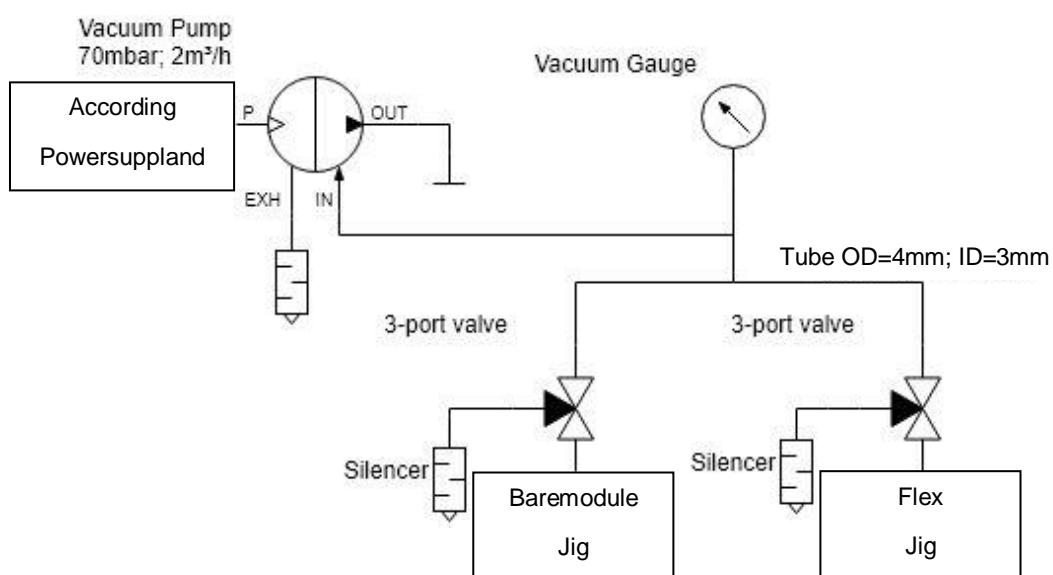 Vacuum Pump
70mbar; 2m³/h
According
Powersuppland
P
OUT
EXH
IN
Vacuum Gauge
Tube OD=4mm; ID=3mm
3-port valve
3-port valve
Silencer
Silencer
Baremodule
Jig
Flex
Jig